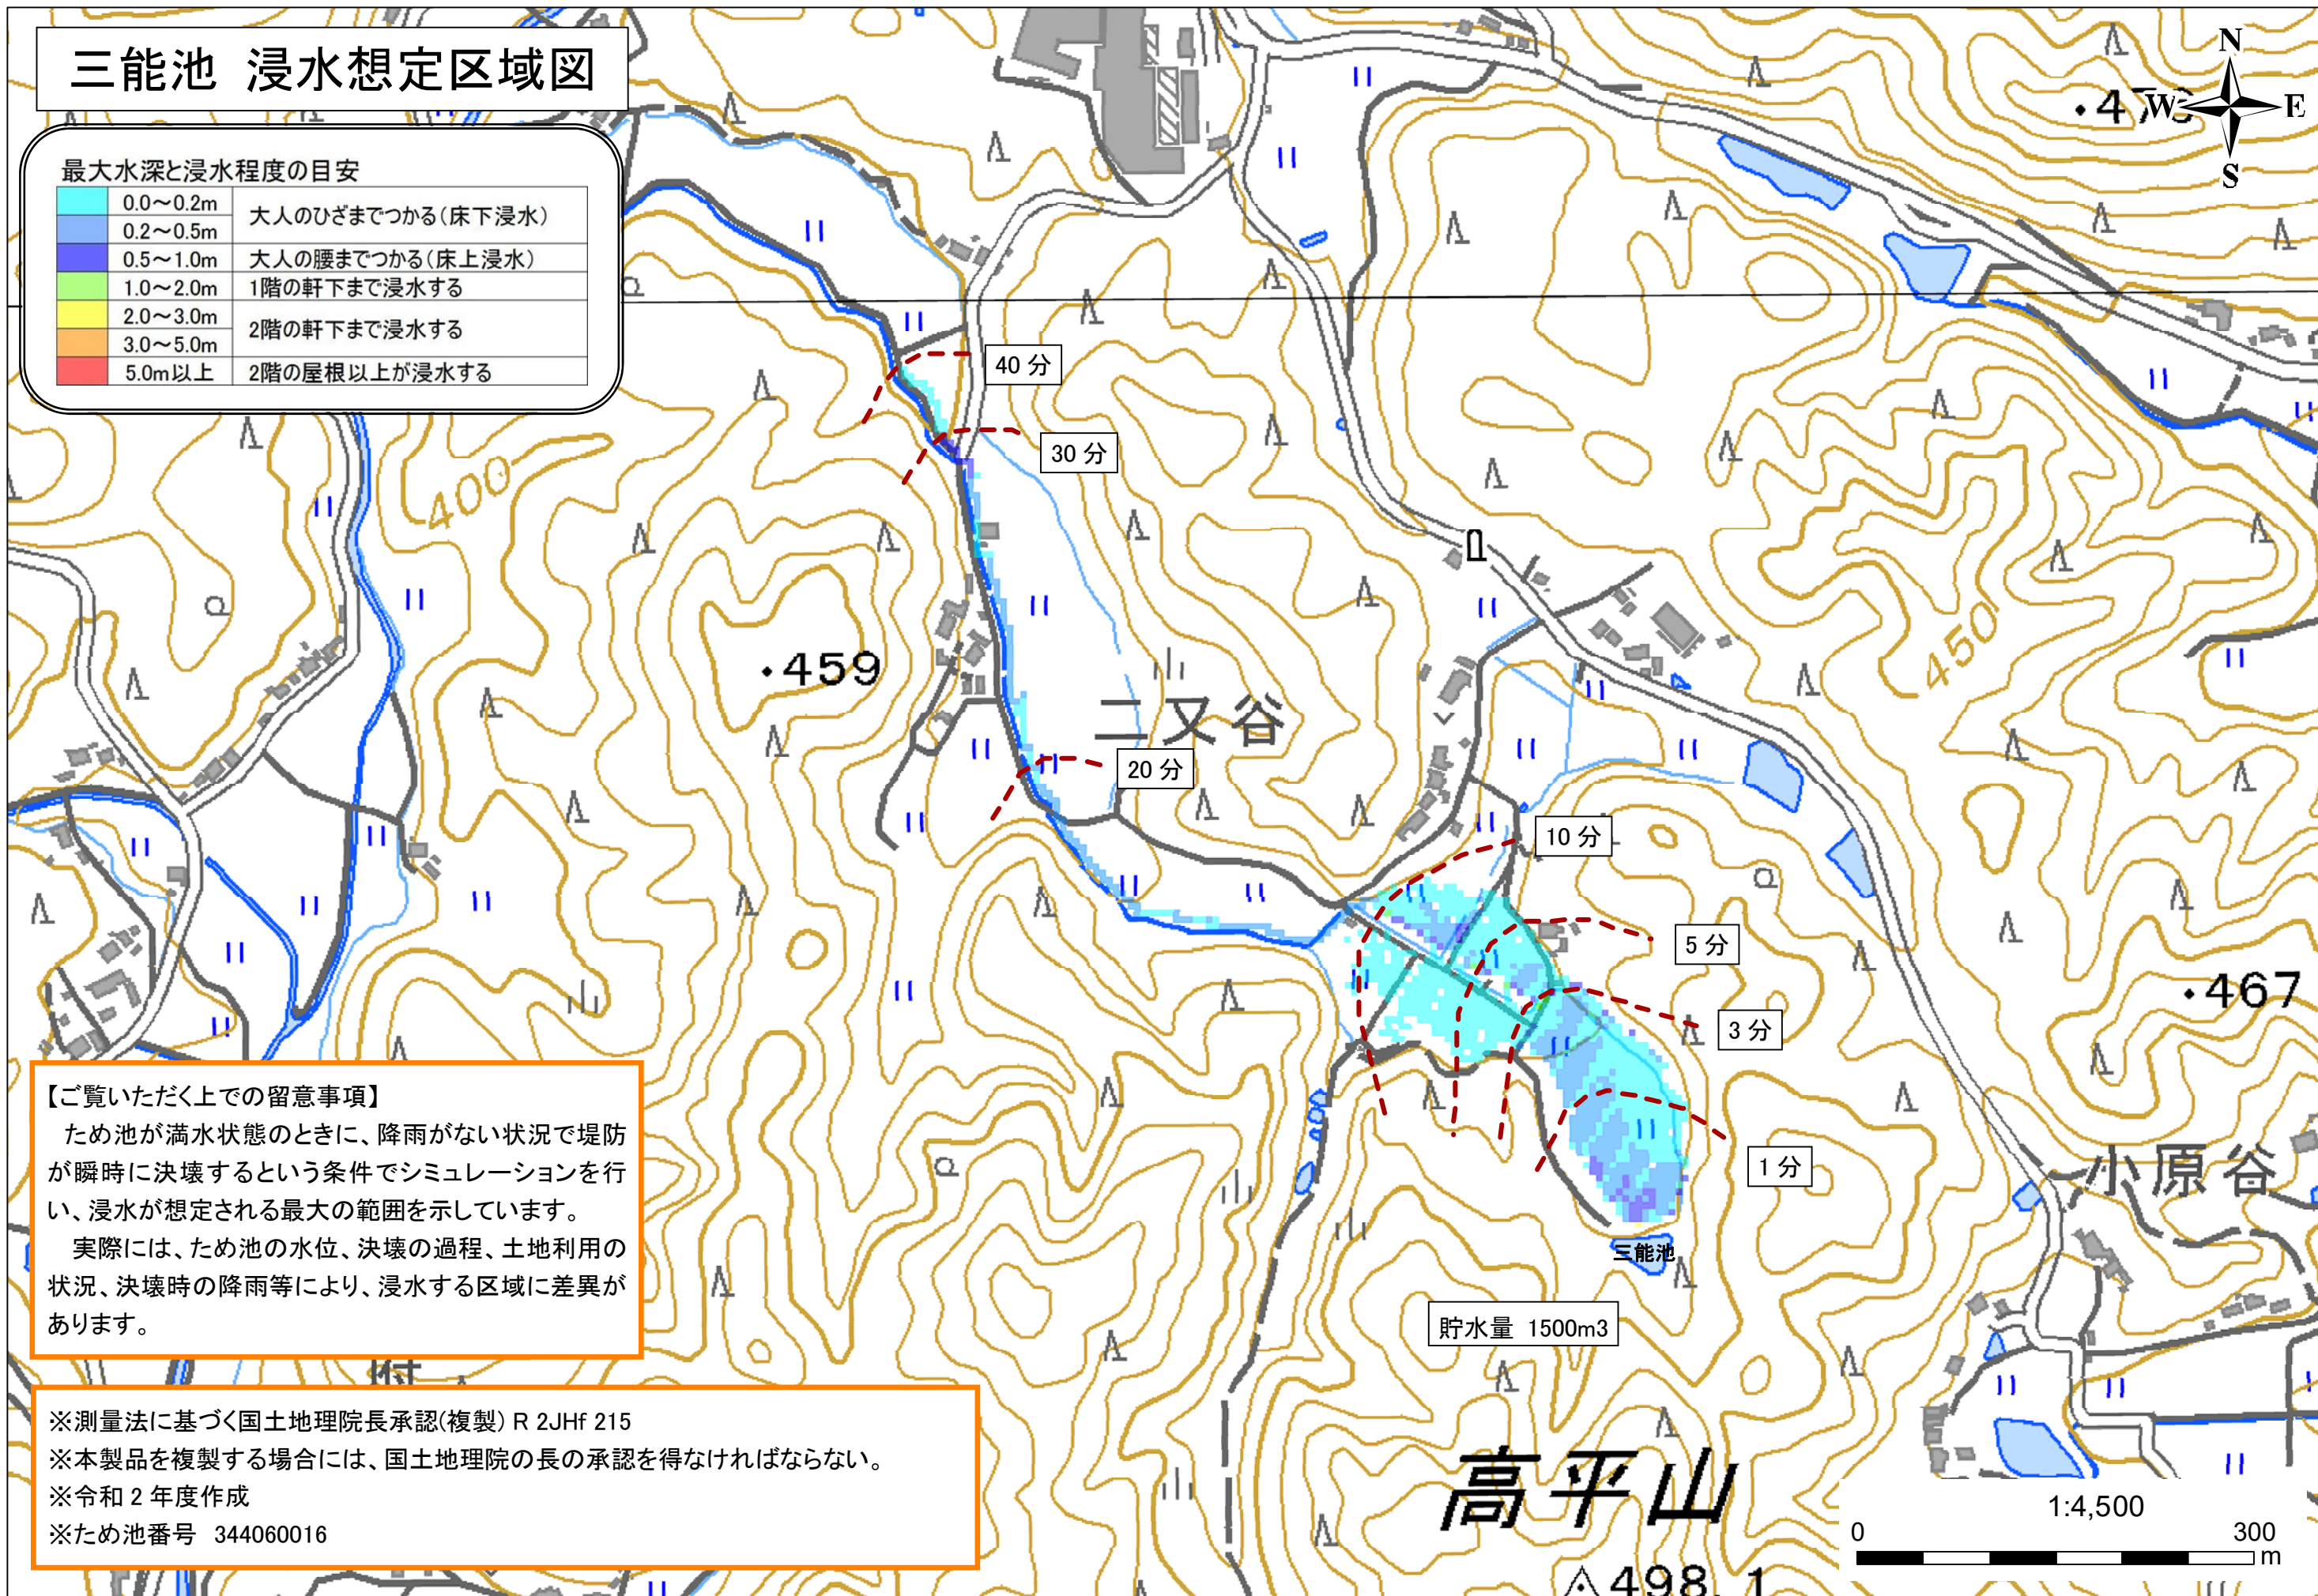 三能池 浸水想定区域図
最大水深と浸水程度の目安
0.0～0.2m
大人のひざまでつかる(床下浸水)
0.2～0.5m
0.5～1.0m 大人の腰までつかる(床上浸水)
1.0～2.0m 1階の軒下まで浸水する
2.0～3.0m
2階の軒下まで浸水する
3.0～5.0m
5.0m以上 2階の屋根以上が浸水する
N
W E
S
40 分
30 分
400
450
・459
二又谷
20 分
10 分
5 分
・467
3 分
1 分
小原谷
三能池
貯水量 1500m3
高平山
498.1
【ご覧いただく上での留意事項】
ため池が満水状態のときに、降雨がない状況で堤防
が瞬時に決壊するという条件でシミュレーションを行
い、浸水が想定される最大の範囲を示しています。
実際には、ため池の水位、決壊の過程、土地利用の
状況、決壊時の降雨等により、浸水する区域に差異が
あります。
※測量法に基づく国土地理院長承認(複製) R 2JHf 215
※本製品を複製する場合には、国土地理院の長の承認を得なければならない。
※令和 2 年度作成
※ため池番号 344060016
1:4,500
0 300
m